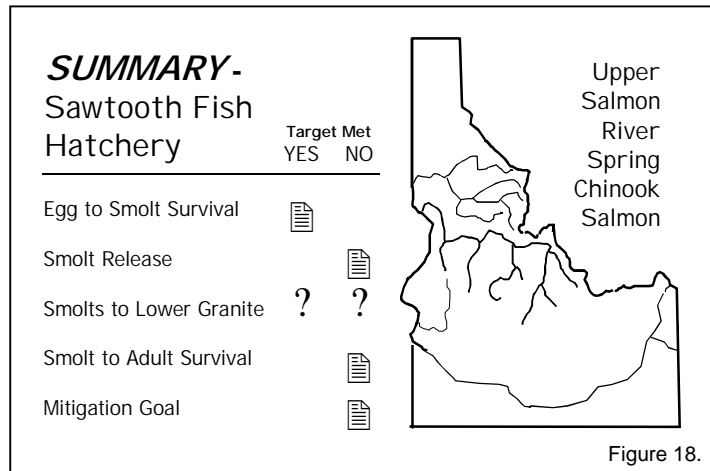 SUMMARY-
Sawtooth Fish
Hatchery
Target Met
YES NO
Egg to Smolt Survival
Smolt Release
Smolts to Lower Granite ? ?
Smolt to Adult Survival
Mitigation Goal
Upper
Salmon
River
Spring
Chinook
Salmon
Figure 18.